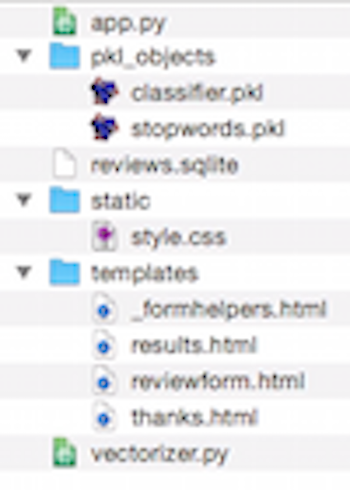 app.py
pkl_objects
classifier.pkl
stopwords.pkl
reviews.sqlite
static
style.css
templates
_formhelpers.html
results.html
reviewform.html
thanks.html
vectorizer.py